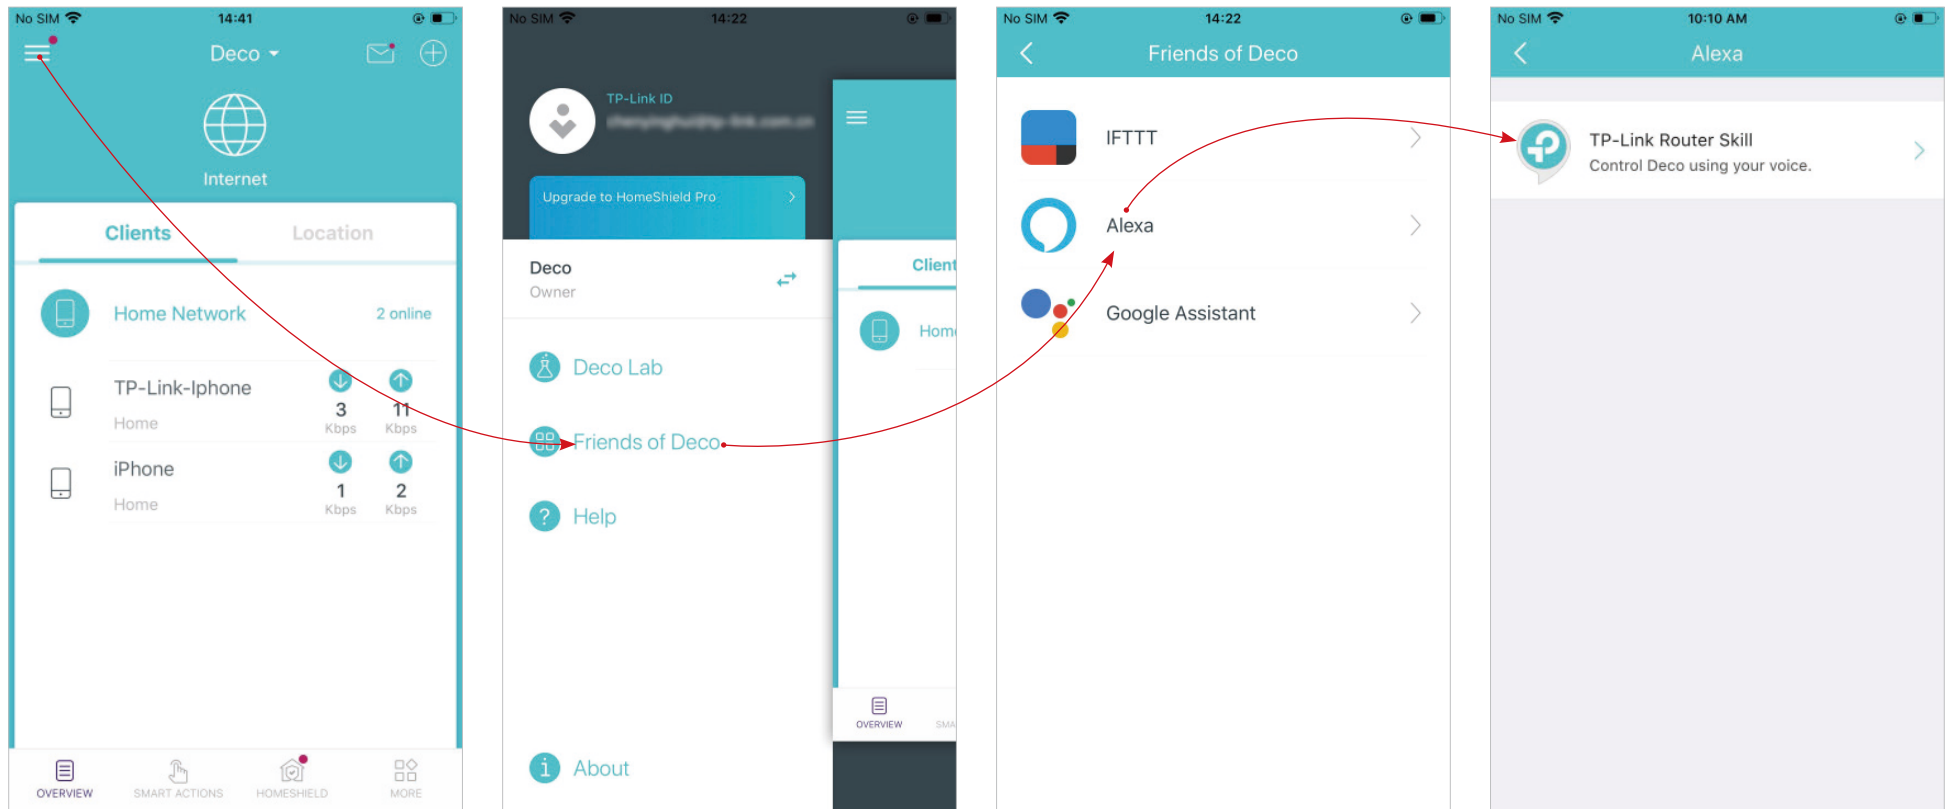 No SIM
14:41
Deco
Internet
Clients
Location
Home Network
2 online
TP-Link-Iphone
Home
3
Kbps
11
Kbps
iPhone
Home
1
Kbps
2
Kbps
OVERVIEW
SMART ACTIONS
HOMESHIELD
MORE
No SIM
14:22
TP-Link ID
Upgrade to HomeShield Pro
Deco
Owner
Deco Lab
Friends of Deco
? Help
i About
Client
Home
OVERVIEW
SMA
No SIM
14:22
Friends of Deco
IFTTT
Alexa
Google Assistant
No SIM
10:10 AM
Alexa
TP-Link Router Skill
Control Deco using your voice.